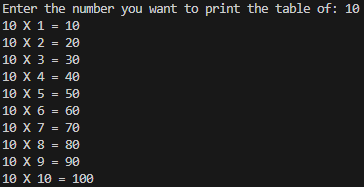 Enter the number you want to print the table of: 10
10 X 1 = 10
10 X 2 = 20
10 X 3 = 30
10 X 4 = 40
10 X 5 = 50
10 X 6 = 60
10 X 7 = 70
10 X 8 = 80
10 X 9 = 90
10 X 10 = 100